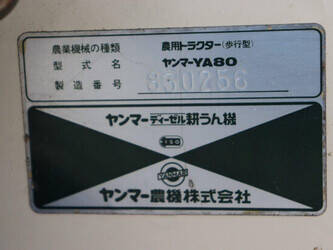 農業機械の種類 農用トラクター(歩行型)
型式名 ヤンマーYA80
製造番号 830256
ヤンマーディーゼル耕うん機
YANMAR
ヤンマー農機株式会社